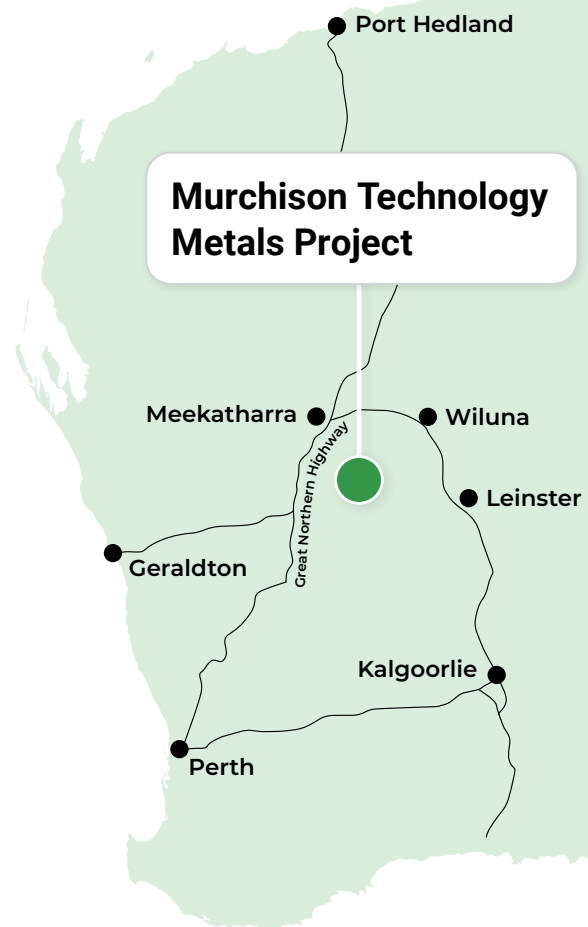 Port Hedland
Murchison Technology
Metals Project
Meekatharra
Wiluna
Great Northern Highway
Leinster
Geraldton
Kalgoorlie
Perth